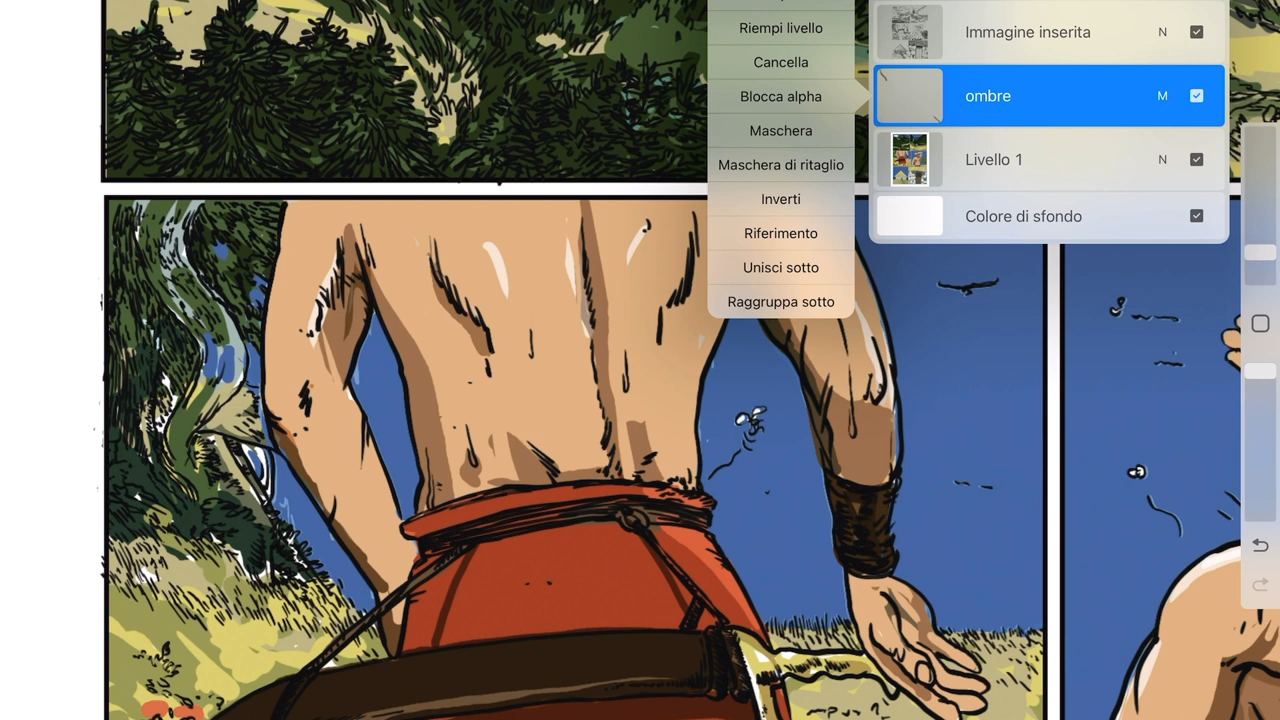 Riempi livello
Cancella
Blocca alpha
Maschera
Maschera di ritaglio
Inverti
Riferimento
Unisci sotto
Raggruppa sotto
Immagine inserita N
ombre M
Livello 1 N
Colore di sfondo